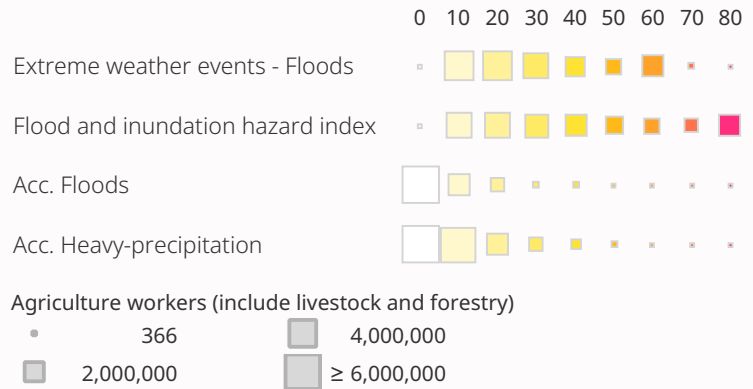 0 10 20 30 40 50 60 70 80
Extreme weather events - Floods
Flood and inundation hazard index
Acc. Floods
Acc. Heavy-precipitation
Agriculture workers (include livestock and forestry)
366 4,000,000
2,000,000 ≥ 6,000,000